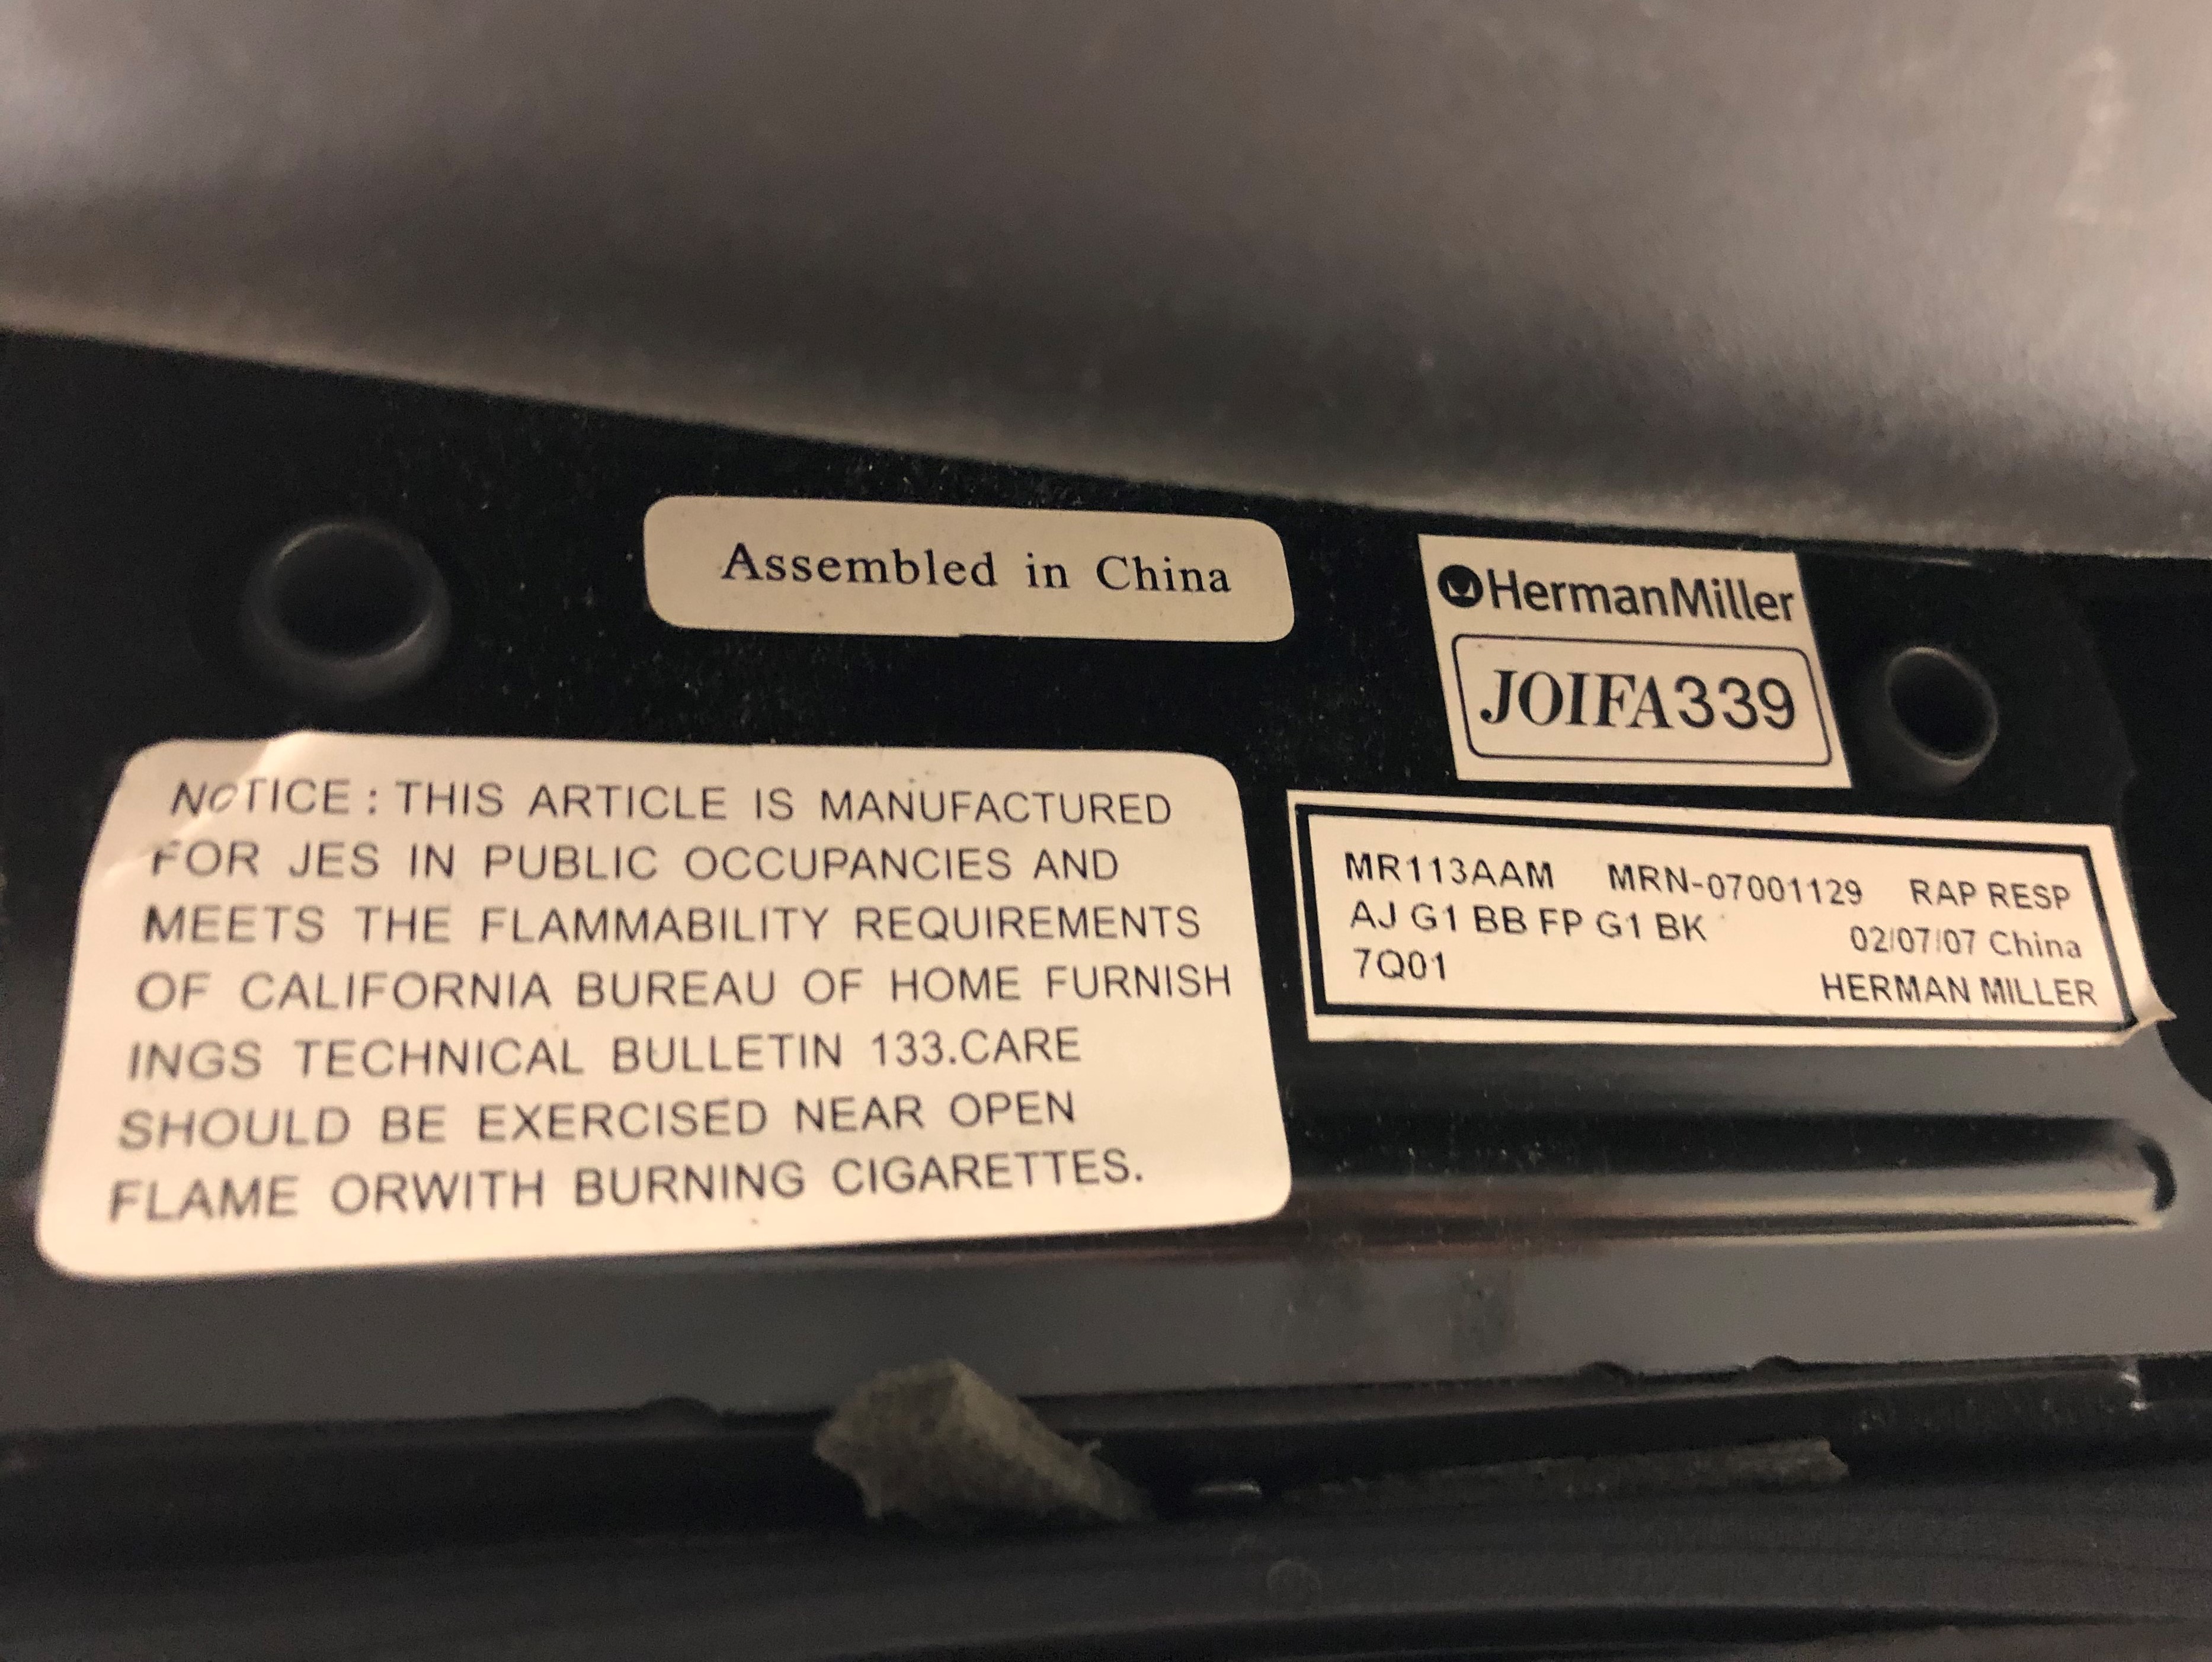 Assembled in China
HermanMiller
JOIFA339
NOTICE : THIS ARTICLE IS MANUFACTURED
FOR JES IN PUBLIC OCCUPANCIES AND
MEETS THE FLAMMABILITY REQUIREMENTS
OF CALIFORNIA BUREAU OF HOME FURNISH
INGS TECHNICAL BULLETIN 133.CARE
SHOULD BE EXERCISED NEAR OPEN
FLAME ORWITH BURNING CIGARETTES.
MR113AAM MRN-07001129 RAP RESP
AJ G1 BB FP G1 BK 02/07/07 China
7Q01 HERMAN MILLER